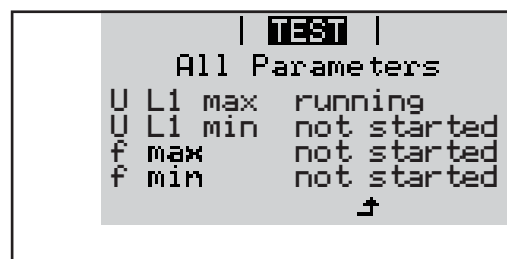 | TEST |
All Parameters
U L1 max running
U L1 min not started
f max not started
f min not started